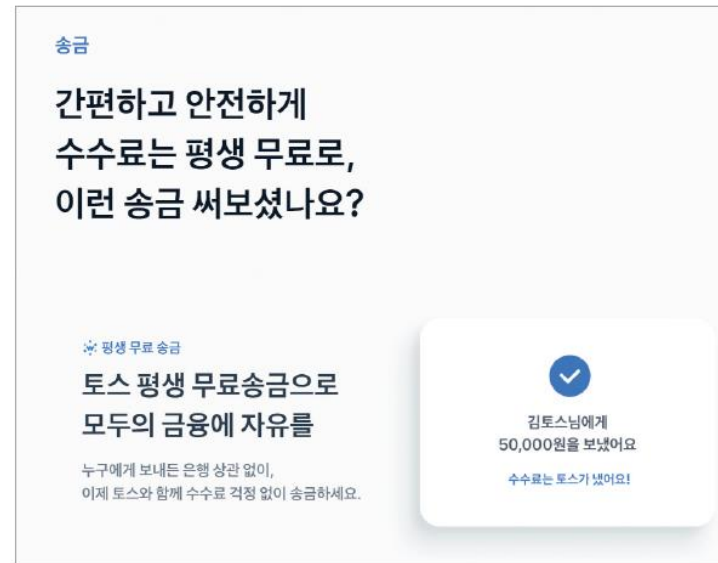 송금
간편하고 안전하게
수수료는 평생 무료로,
이런 송금 써보셨나요?
평생 무료 송금
토스 평생 무료송금으로
모두의 금융에 자유를
누구에게 보내든 은행 상관 없이,
이제 토스와 함께 수수료 걱정 없이 송금하세요.
김토스님에게
50,000원을 보냈어요
수수료는 토스가 냈어요!